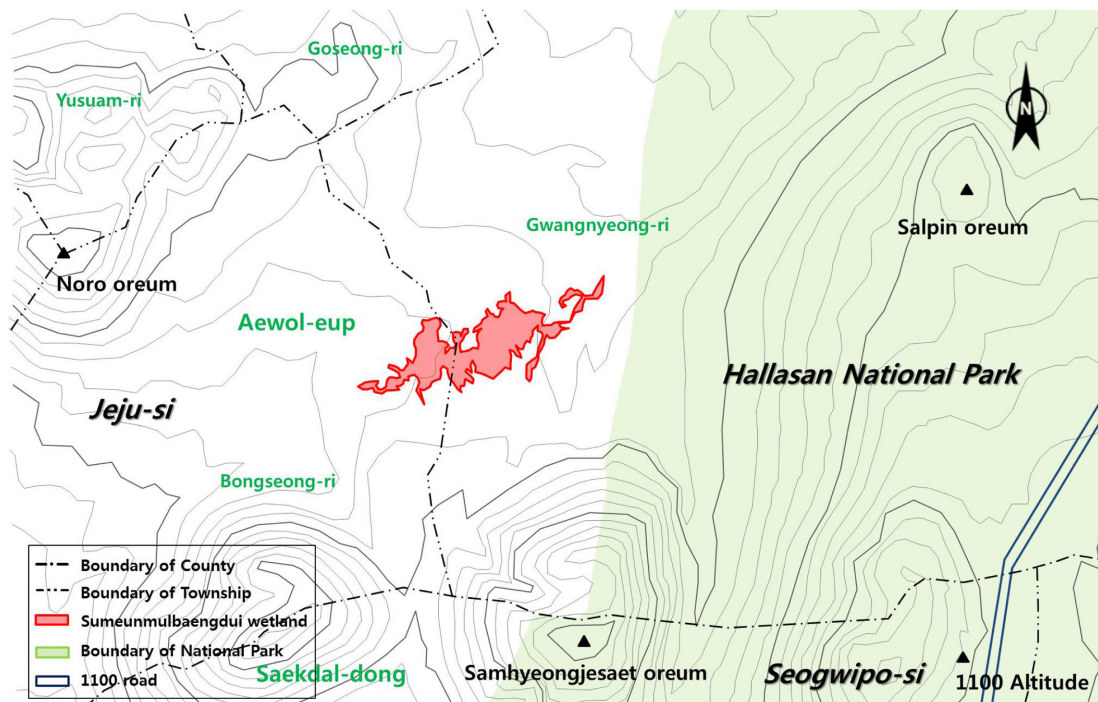 Goseong-ri
Yusuam-ri
N
Gwangnyeong-ri
Salpin oreum
Noro oreum
Aewol-eup
Hallasan National Park
Jeju-si
Bongseong-ri
Boundary of County
Boundary of Township
Sumeunmulbaengdui wetland
Boundary of National Park
1100 road
Saekdal-dong
Samhyeongjesaet oreum
Seogwipo-si
1100 Altitude